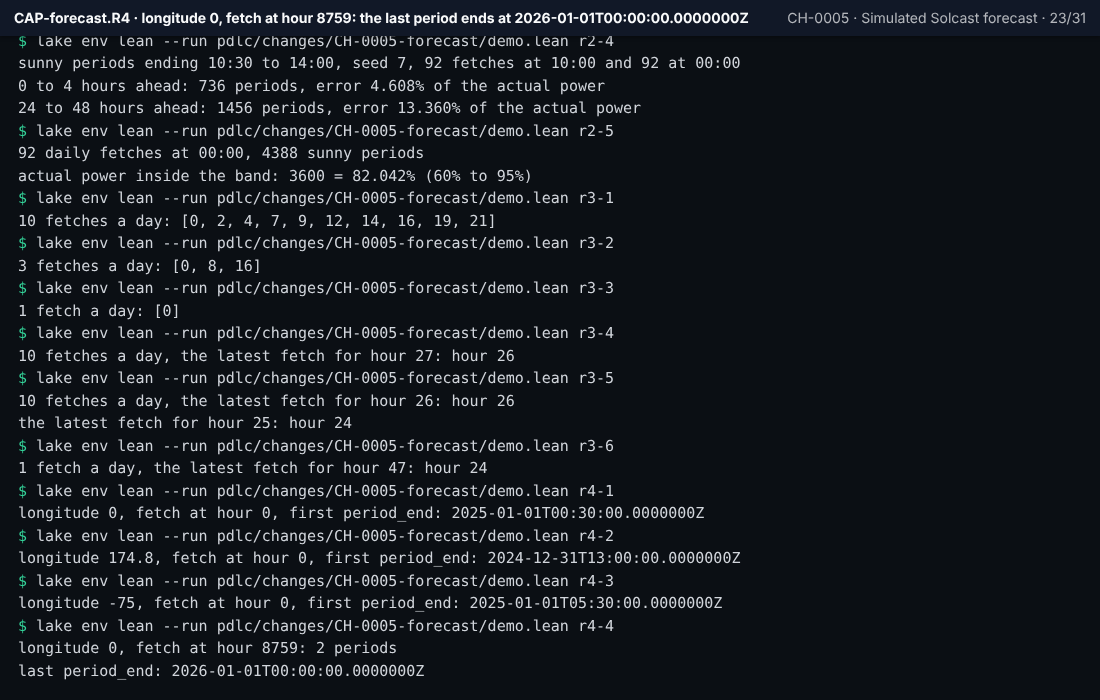 CAP-forecast.R4 · longitude 0, fetch at hour 8759: the last period ends at 2026-01-01T00:00:00.0000000Z
CH-0005 · Simulated Solcast forecast · 23/31
$ lake env lean --run pdlc/changes/CH-0005-forecast/demo.lean r2-4
sunny periods ending 10:30 to 14:00, seed 7, 92 fetches at 10:00 and 92 at 00:00
0 to 4 hours ahead: 736 periods, error 4.608% of the actual power
24 to 48 hours ahead: 1456 periods, error 13.360% of the actual power
$ lake env lean --run pdlc/changes/CH-0005-forecast/demo.lean r2-5
92 daily fetches at 00:00, 4388 sunny periods
actual power inside the band: 3600 = 82.042% (60% to 95%)
$ lake env lean --run pdlc/changes/CH-0005-forecast/demo.lean r3-1
10 fetches a day: [0, 2, 4, 7, 9, 12, 14, 16, 19, 21]
$ lake env lean --run pdlc/changes/CH-0005-forecast/demo.lean r3-2
3 fetches a day: [0, 8, 16]
$ lake env lean --run pdlc/changes/CH-0005-forecast/demo.lean r3-3
1 fetch a day: [0]
$ lake env lean --run pdlc/changes/CH-0005-forecast/demo.lean r3-4
10 fetches a day, the latest fetch for hour 27: hour 26
$ lake env lean --run pdlc/changes/CH-0005-forecast/demo.lean r3-5
10 fetches a day, the latest fetch for hour 26: hour 26
the latest fetch for hour 25: hour 24
$ lake env lean --run pdlc/changes/CH-0005-forecast/demo.lean r3-6
1 fetch a day, the latest fetch for hour 47: hour 24
$ lake env lean --run pdlc/changes/CH-0005-forecast/demo.lean r4-1
longitude 0, fetch at hour 0, first period_end: 2025-01-01T00:30:00.0000000Z
$ lake env lean --run pdlc/changes/CH-0005-forecast/demo.lean r4-2
longitude 174.8, fetch at hour 0, first period_end: 2024-12-31T13:00:00.0000000Z
$ lake env lean --run pdlc/changes/CH-0005-forecast/demo.lean r4-3
longitude -75, fetch at hour 0, first period_end: 2025-01-01T05:30:00.0000000Z
$ lake env lean --run pdlc/changes/CH-0005-forecast/demo.lean r4-4
longitude 0, fetch at hour 8759: 2 periods
last period_end: 2026-01-01T00:00:00.0000000Z